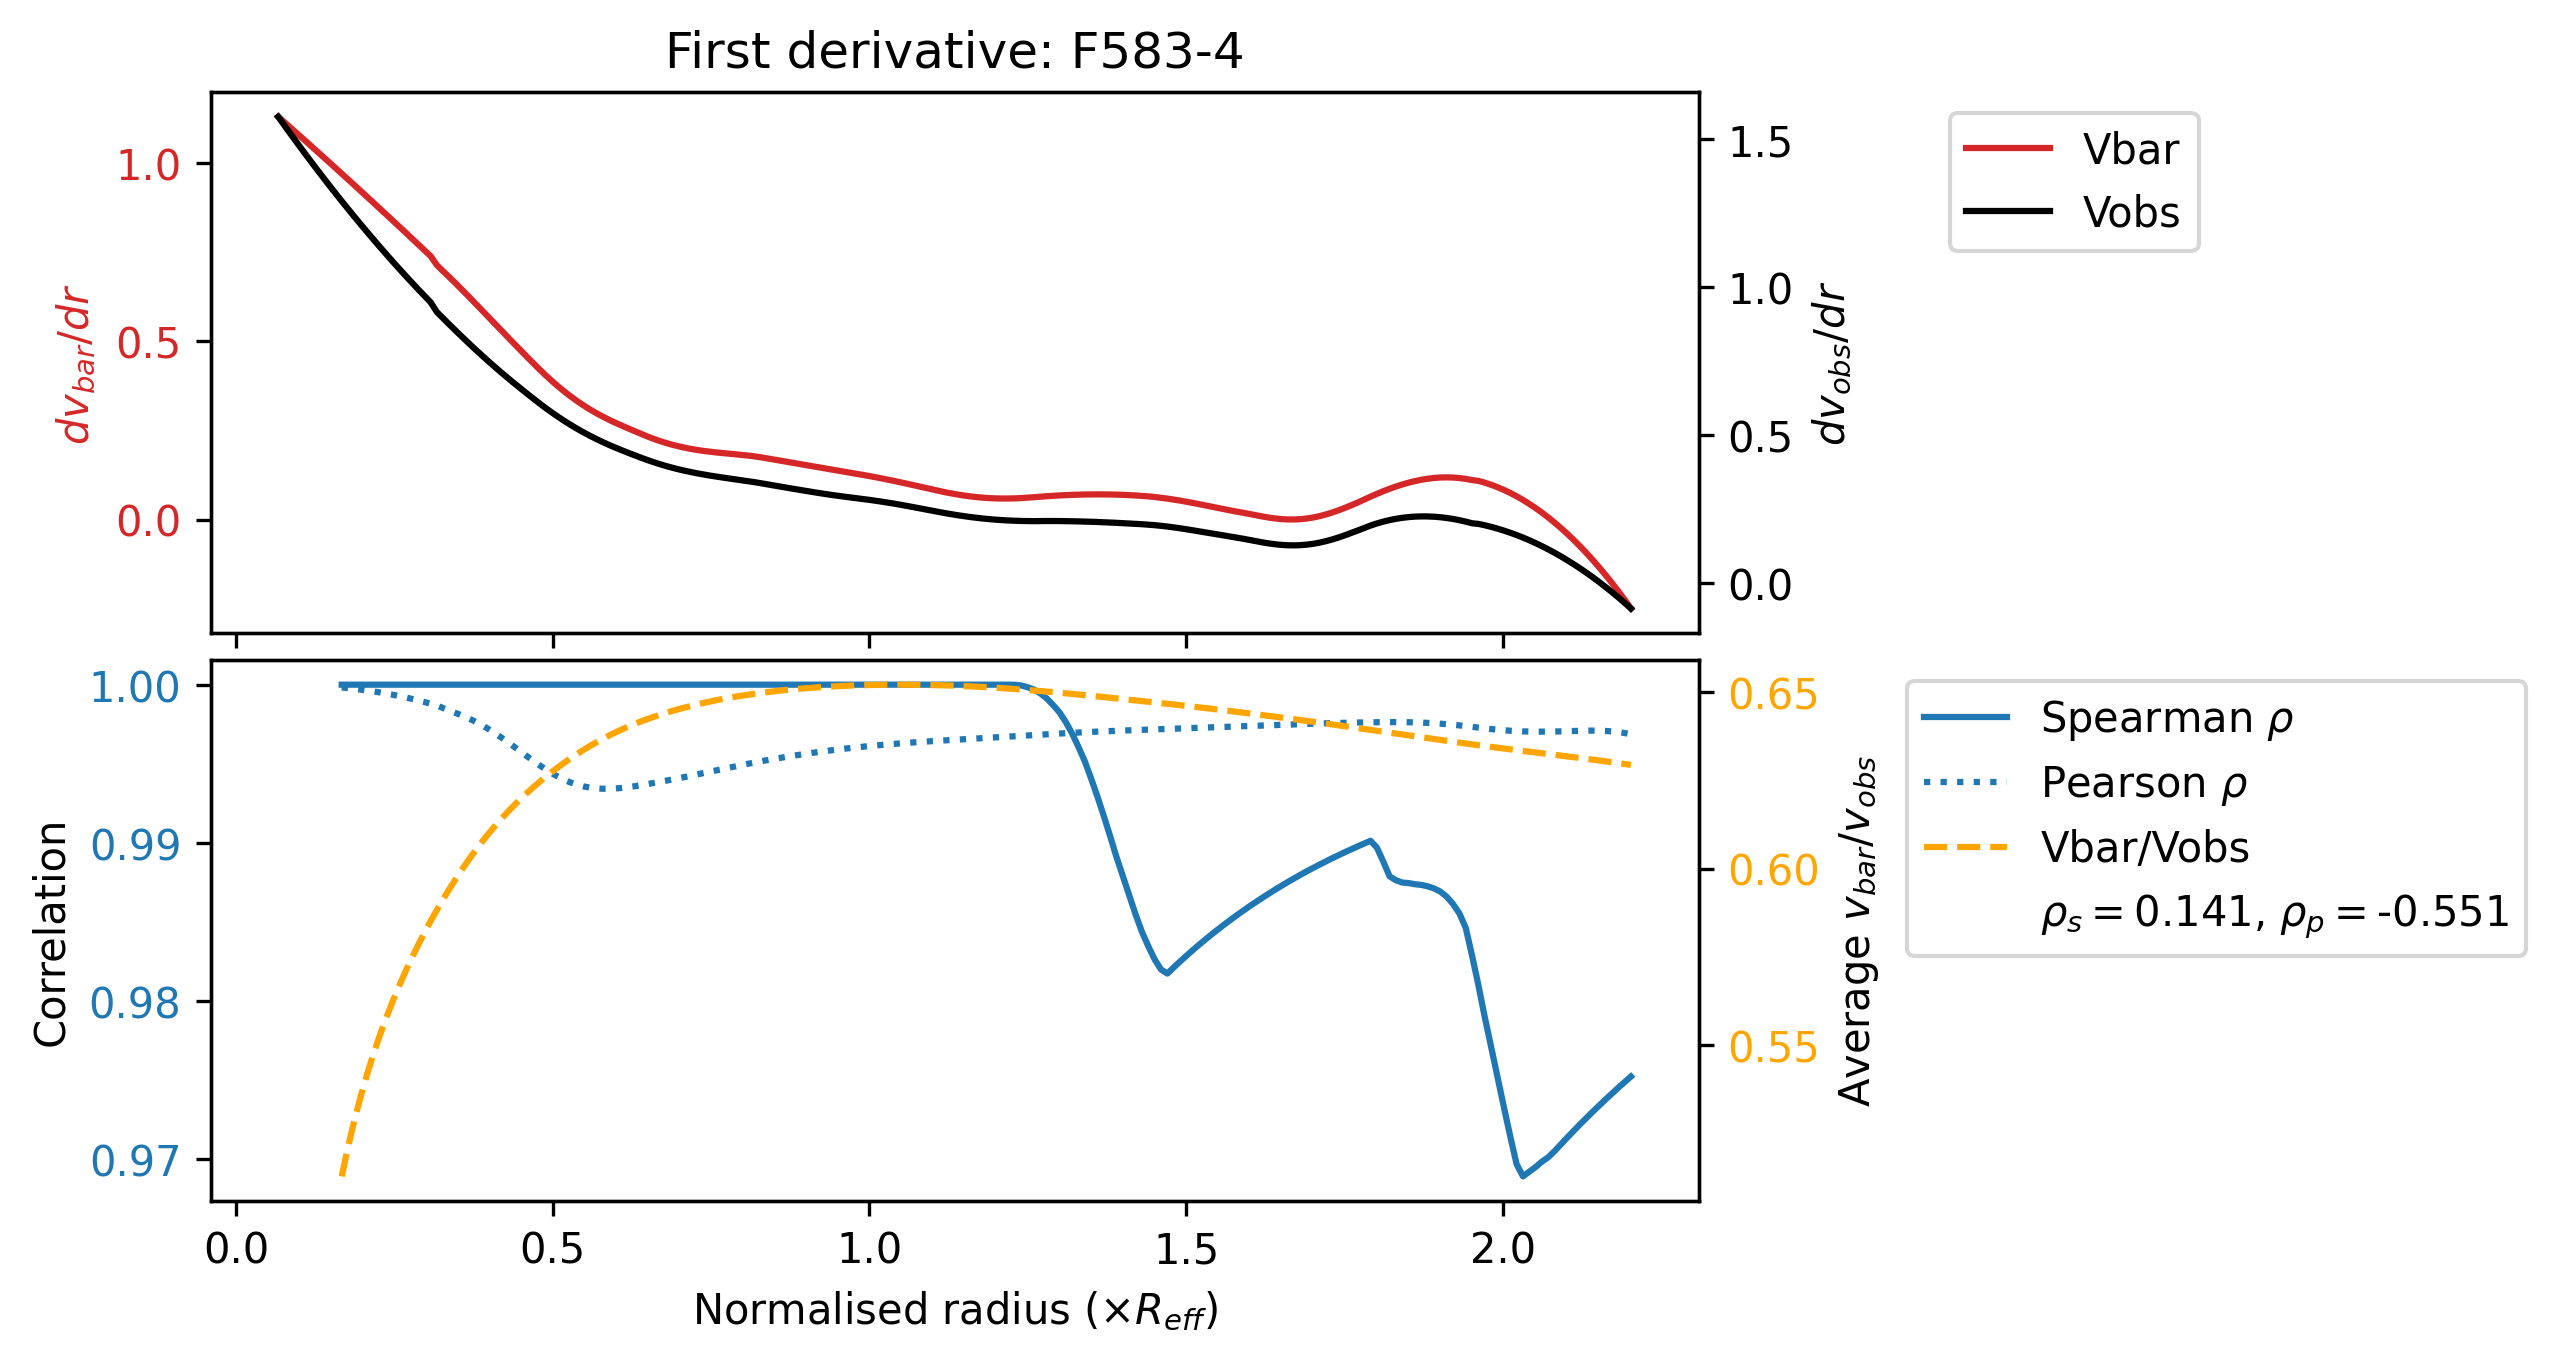 First derivative: F583-4
1.0
0.5
0.0
dv_bar/dr
1.5
1.0
0.5
0.0
dv_obs/dr
Vbar
Vobs
1.00
0.99
0.98
0.97
Correlation
0.65
0.60
0.55
Average v_bar/v_obs
Spearman ρ
Pearson ρ
Vbar/Vobs
ρ_s = 0.141, ρ_p = -0.551
0.0 0.5 1.0 1.5 2.0
Normalised radius (×R_eff)